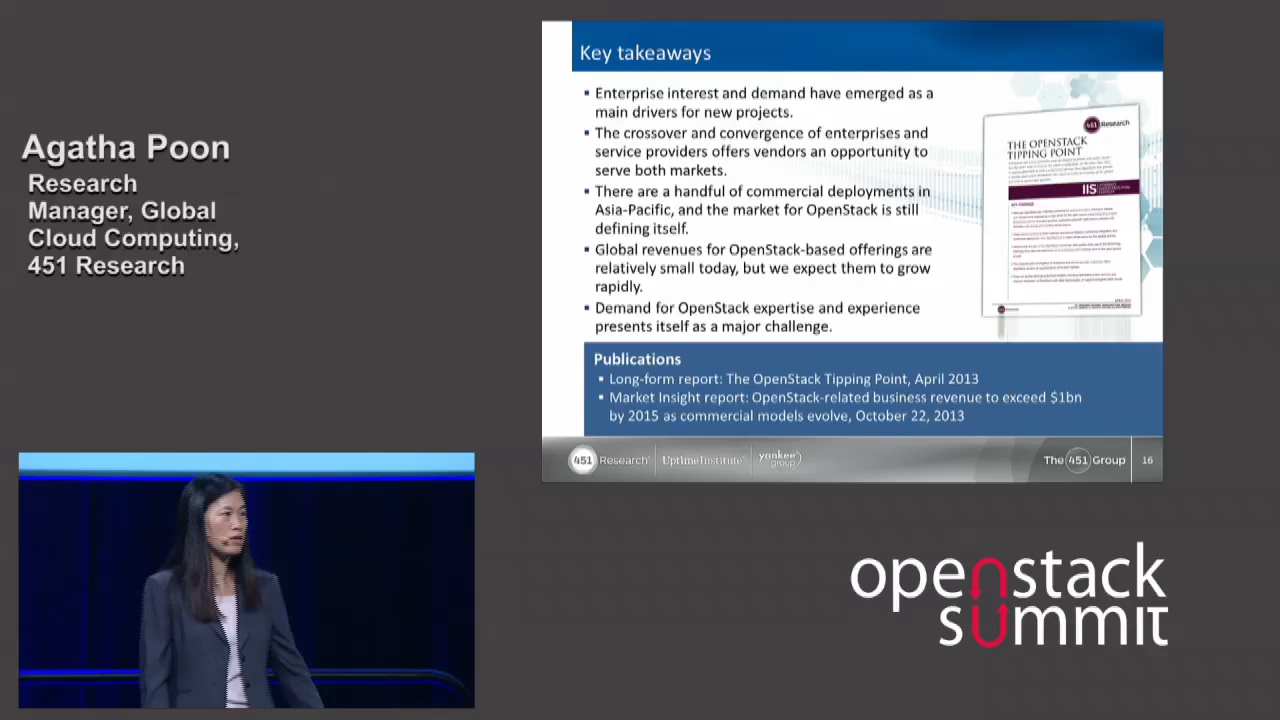 Agatha Poon
Research
Manager, Global
Cloud Computing,
451 Research
Key takeaways
▪ Enterprise interest and demand have emerged as a
main drivers for new projects.
▪ The crossover and convergence of enterprises and
service providers offers vendors an opportunity to
serve both markets.
▪ There are a handful of commercial deployments in
Asia-Pacific, and the market for OpenStack is still
defining itself.
▪ Global revenues for OpenStack-based offerings are
relatively small today, but we expect them to grow
rapidly.
▪ Demand for OpenStack expertise and experience
presents itself as a major challenge.
451 Research
THE OPENSTACK
TIPPING POINT
IIS
Publications
▪ Long-form report: The OpenStack Tipping Point, April 2013
▪ Market Insight report: OpenStack-related business revenue to exceed $1bn
by 2015 as commercial models evolve, October 22, 2013
451 Research UptimeInstitute yankee group The 451 Group 16
openstack
summit